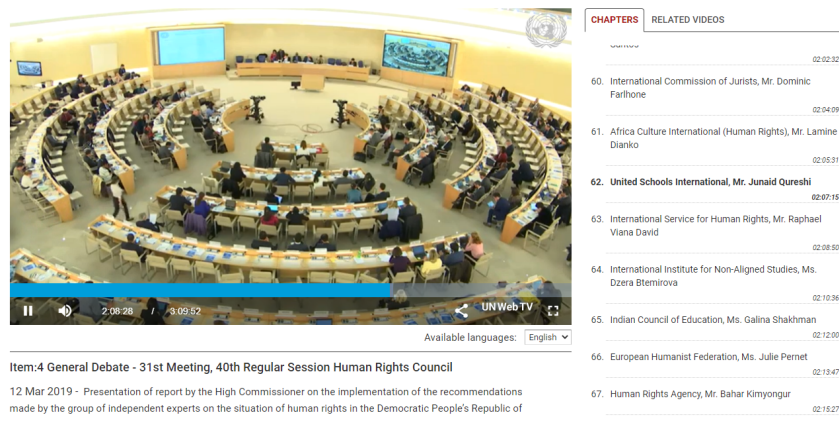 CHAPTERS RELATED VIDEOS
Santos
02:02:32
60. International Commission of Jurists, Mr. Dominic
Farlhone
02:04:09
61. Africa Culture International (Human Rights), Mr. Lamine
Dianko
02:05:31
62. United Schools International, Mr. Junaid Qureshi
02:07:15
63. International Service for Human Rights, Mr. Raphael
Viana David
02:08:50
64. International Institute for Non-Aligned Studies, Ms.
Dzera Btemirova
02:10:36
65. Indian Council of Education, Ms. Galina Shakhman
02:12:00
66. European Humanist Federation, Ms. Julie Pernet
02:13:47
67. Human Rights Agency, Mr. Bahar Kimyongur
02:15:27
2:08:28 / 3:09:52
UN Web TV
Available languages: English
Item:4 General Debate - 31st Meeting, 40th Regular Session Human Rights Council
12 Mar 2019 - Presentation of report by the High Commissioner on the implementation of the recommendations
made by the group of independent experts on the situation of human rights in the Democratic People's Republic of